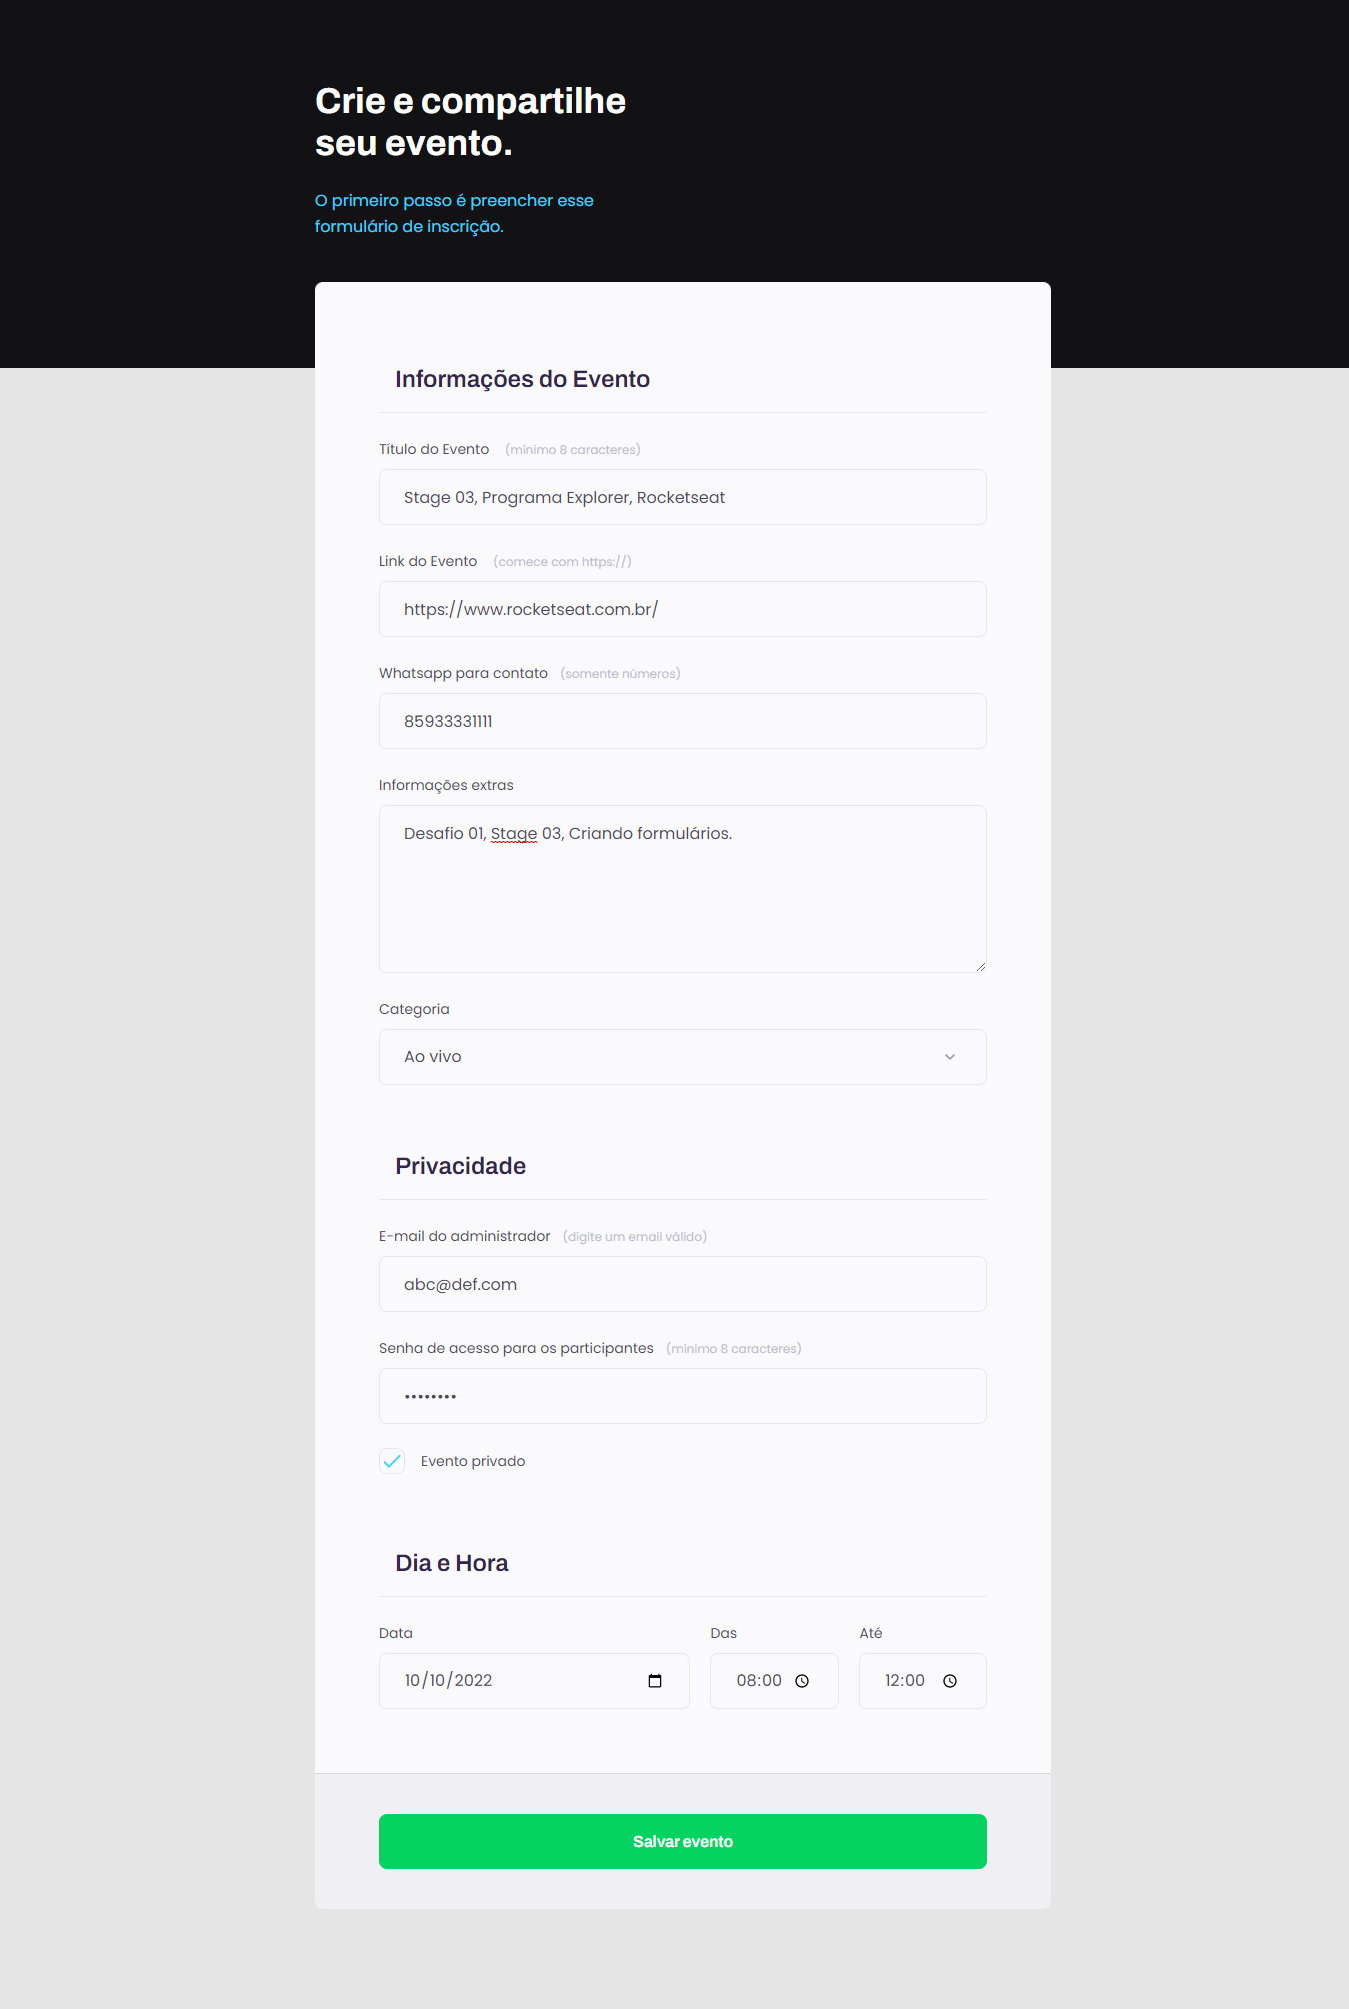 Crie e compartilhe
seu evento.
O primeiro passo é preencher esse
formulário de inscrição.
Informações do Evento
Título do Evento (mínimo 8 caracteres)
Stage 03, Programa Explorer, Rocketseat
Link do Evento (comece com https://)
https://www.rocketseat.com.br/
Whatsapp para contato (somente números)
85933331111
Informações extras
Desafio 01, Stage 03, Criando formulários.
Categoria
Ao vivo
Privacidade
E-mail do administrador (digite um email válido)
abc@def.com
Senha de acesso para os participantes (mínimo 8 caracteres)
••••••••
Evento privado
Dia e Hora
Data Das Até
10/10/2022 08:00 12:00
Salvar evento